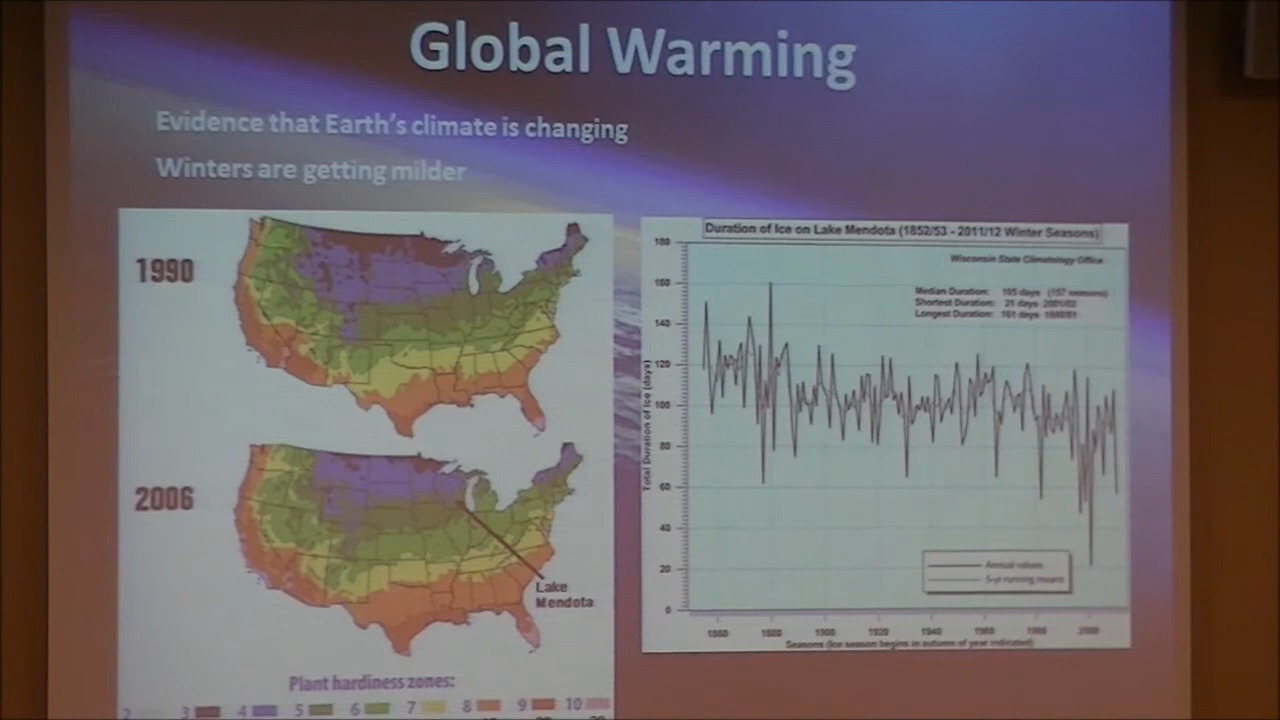 Global Warming
Evidence that Earth's climate is changing
Winters are getting milder
1990
2006
Lake
Mendota
Plant hardiness zones:
2 3 4 5 6 7 8 9 10
Duration of Ice on Lake Mendota (1852/53 - 2011/12 Winter Seasons)
Wisconsin State Climatology Office
Median Duration: 105 days (157 seasons)
Shortest Duration: 21 days 2001/02
Longest Duration: 161 days 1880/81
Total Duration of Ice (days)
180
160
140
120
100
80
60
40
20
0
Annual values
5-yr running means
1860 1880 1900 1920 1940 1960 1980 2000
Seasons (Ice season begins in autumn of year indicated)